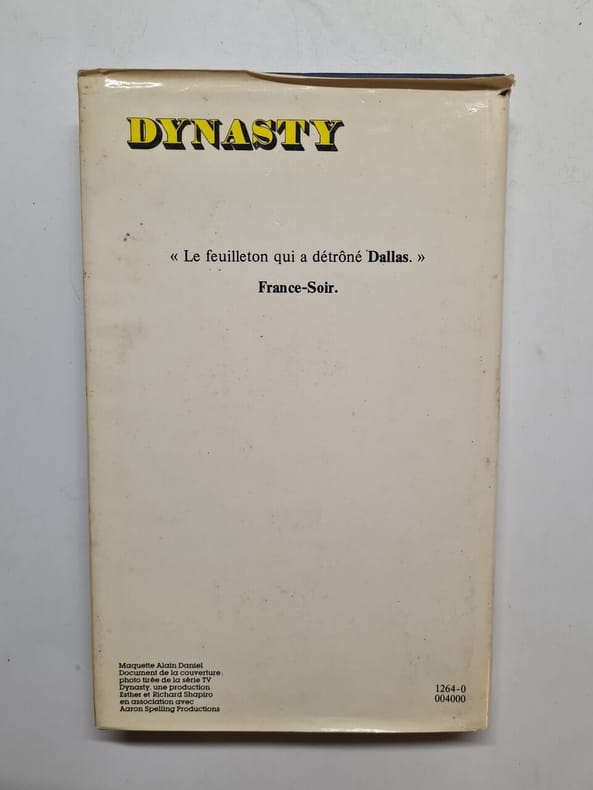 DYNASTY
« Le feuilleton qui a détrôné Dallas. »
France-Soir.
Maquette Alain Daniel
Document de la couverture:
photo tirée de la série TV
Dynasty, une production
Esther et Richard Shapiro
en association avec
Aaron Spelling Productions
1264-0
004000